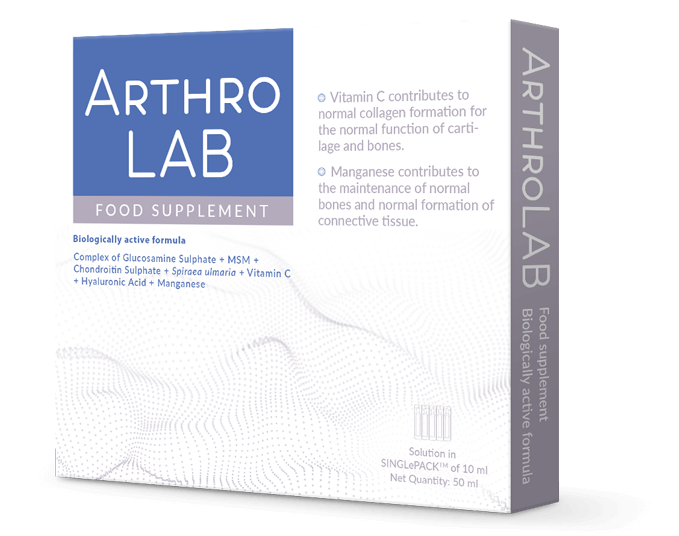 ARTHRO
LAB
FOOD SUPPLEMENT
Biologically active formula
Complex of Glucosamine Sulphate + MSM +
Chondroitin Sulphate + Spiraea ulmaria + Vitamin C
+ Hyaluronic Acid + Manganese
Vitamin C contributes to
normal collagen formation for
the normal function of carti-
lage and bones.
Manganese contributes to
the maintenance of normal
bones and normal formation of
connective tissue.
Solution in
SINGLePACK™ of 10 ml
Net Quantity: 50 ml
ARTHROLAB
Food supplement
Biologically active formula